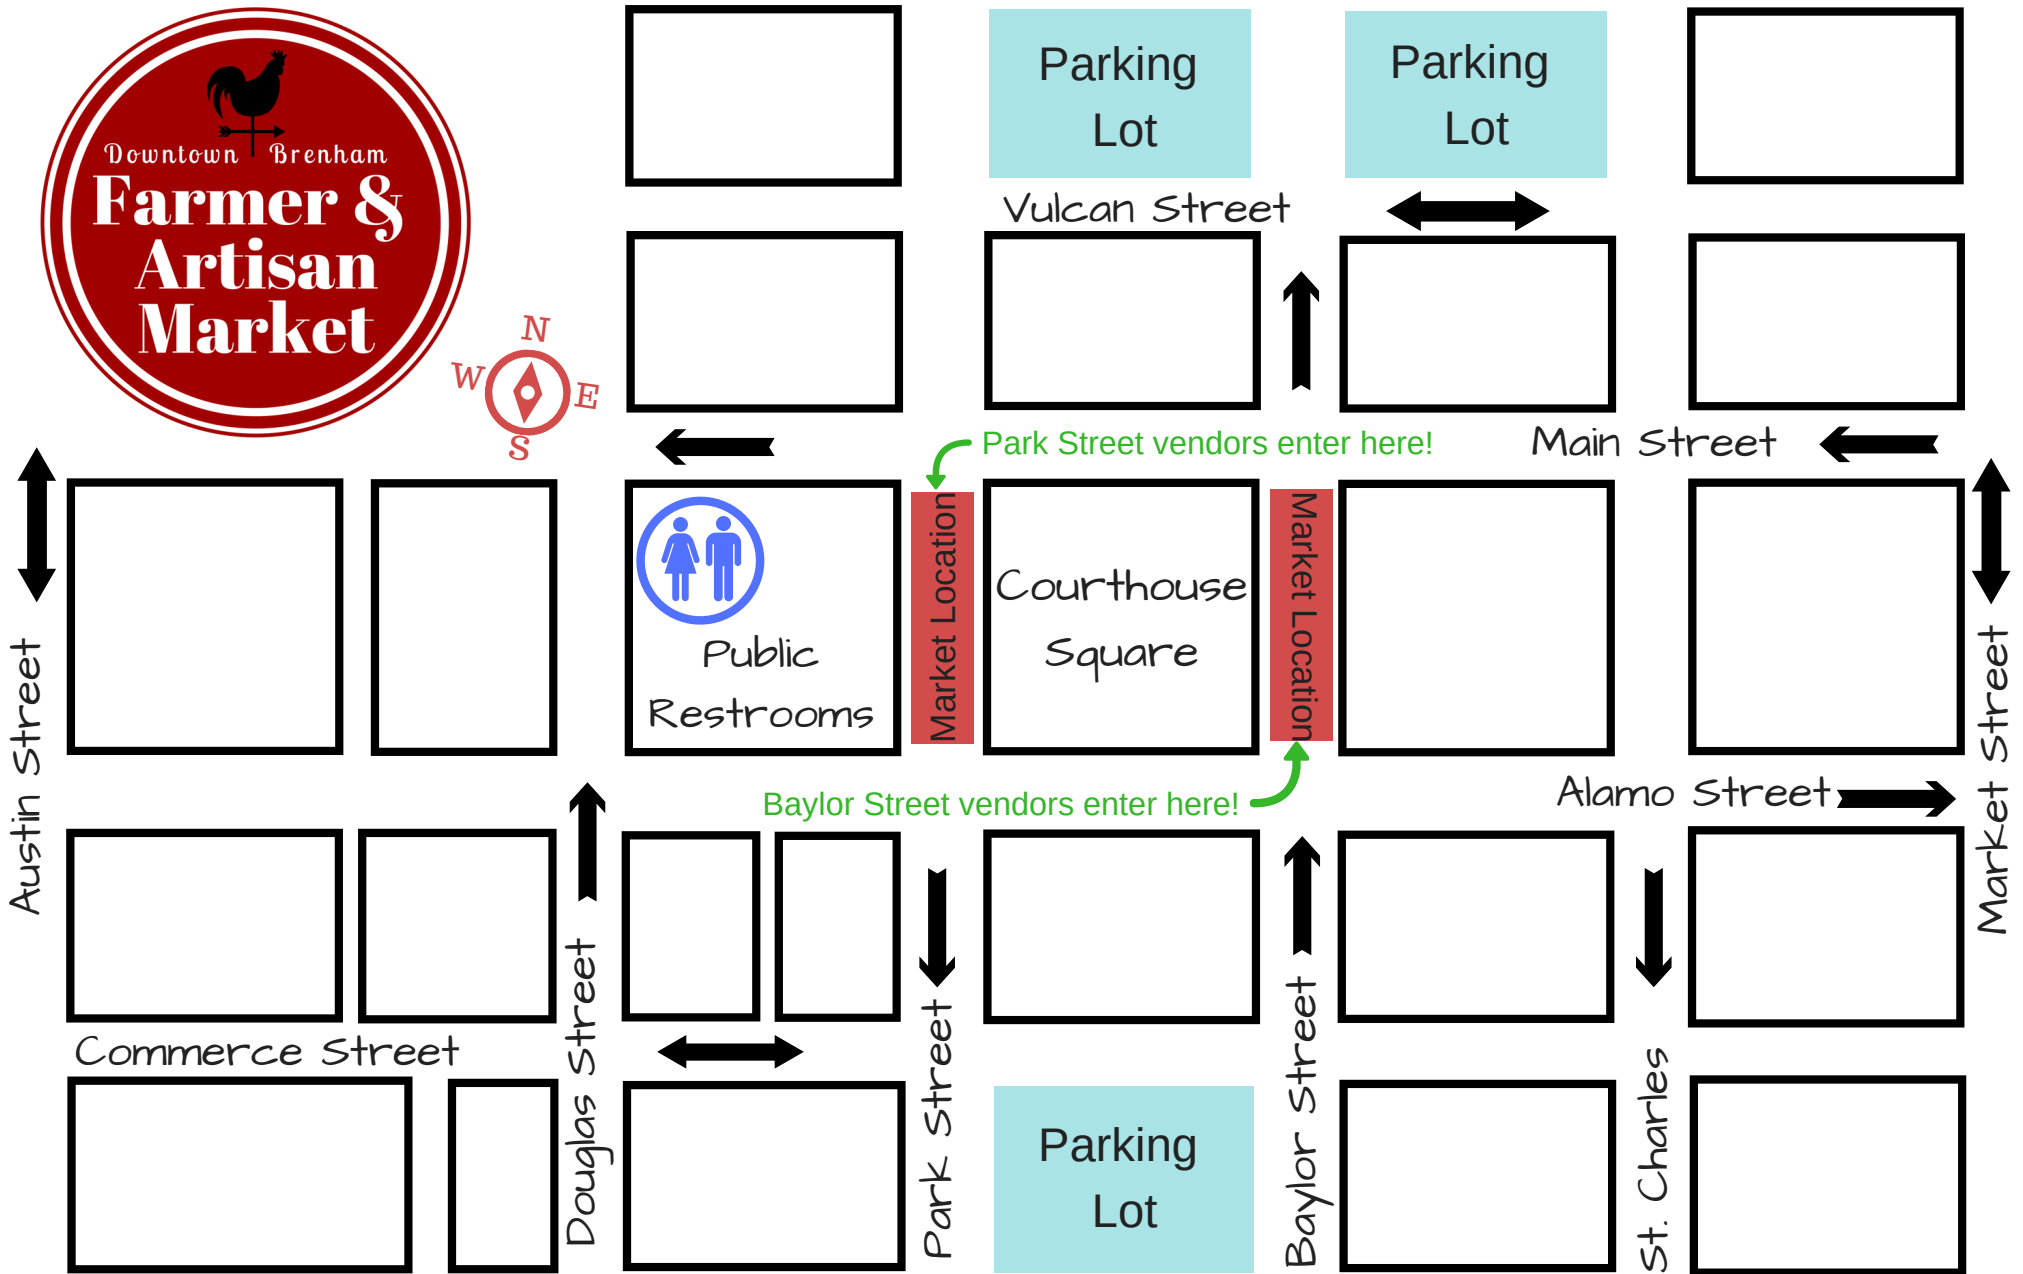 Downtown Brenham
Farmer &
Artisan
Market
N
W
E
S
Parking
Lot
Parking
Lot
Vulcan Street
Park Street vendors enter here!
Main Street
Public
Restrooms
Market Location
Courthouse
Square
Market Location
Baylor Street vendors enter here!
Alamo Street
Austin Street
Market Street
Commerce Street
Douglas Street
Park Street
Parking
Lot
Baylor Street
St. Charles